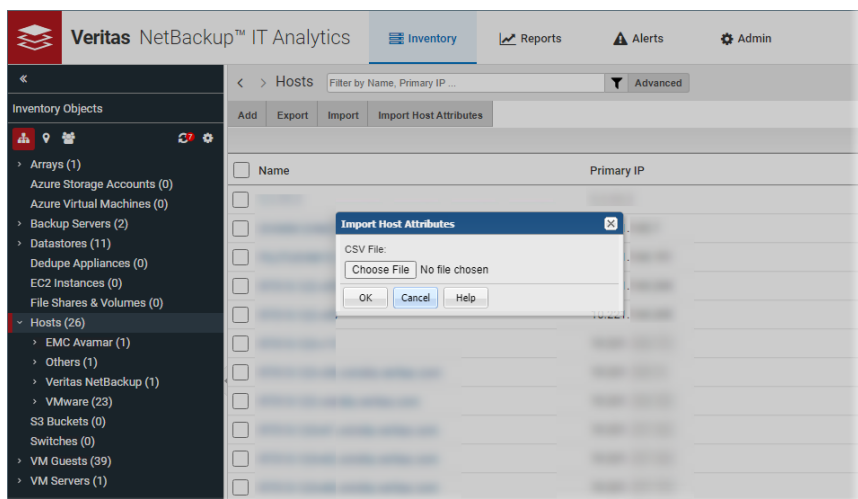 Veritas NetBackup™ IT Analytics
Inventory
Reports
Alerts
Admin
«
Hosts
Filter by Name, Primary IP ...
Advanced
Inventory Objects
Add
Export
Import
Import Host Attributes
7
Arrays (1)
Azure Storage Accounts (0)
Azure Virtual Machines (0)
Backup Servers (2)
Datastores (11)
Dedupe Appliances (0)
EC2 Instances (0)
File Shares & Volumes (0)
Hosts (26)
EMC Avamar (1)
Others (1)
Veritas NetBackup (1)
VMware (23)
S3 Buckets (0)
Switches (0)
VM Guests (39)
VM Servers (1)
Name
Primary IP
Import Host Attributes
CSV File:
Choose File No file chosen
OK
Cancel
Help